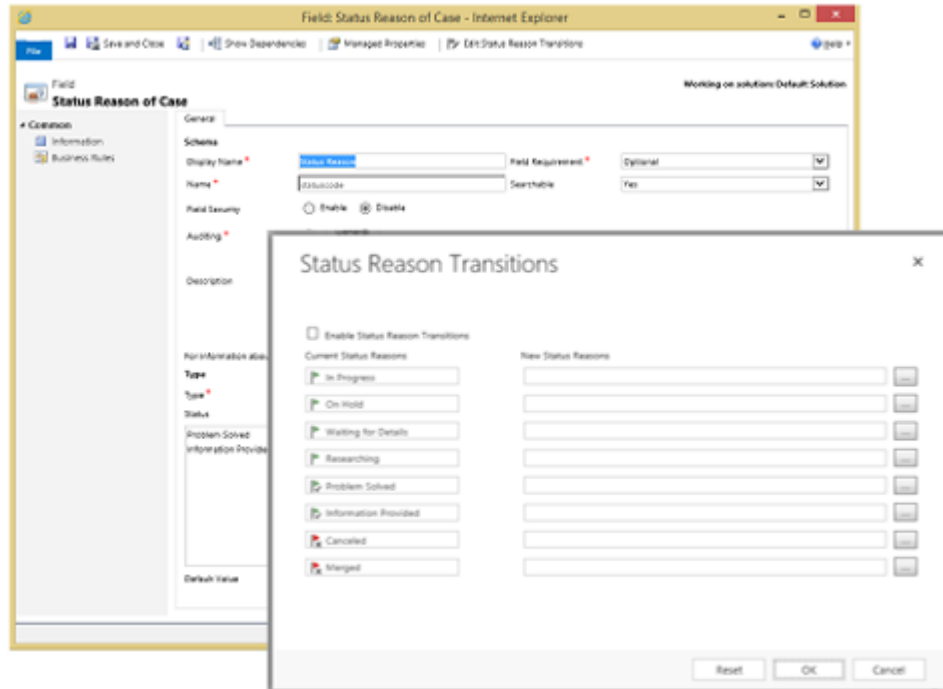 Field: Status Reason of Case - Internet Explorer
File Save and Close Show Dependencies Managed Properties Edit Status Reason Transitions Help
Field
Status Reason of Case
Working on solution: Default Solution
Common
Information
Business Rules
General
Schema
Display Name * Status Reason Field Requirement * Optional
Name * statuscode Searchable Yes
Field Security Enable Disable
Auditing *
Description
For information abou
Type
Type *
Status
Problem Solved
Information Provide
Default Value
Status Reason Transitions
Enable Status Reason Transitions
Current Status Reasons New Status Reasons
In Progress ...
On Hold ...
Waiting for Details ...
Researching ...
Problem Solved ...
Information Provided ...
Canceled ...
Merged ...
Reset OK Cancel